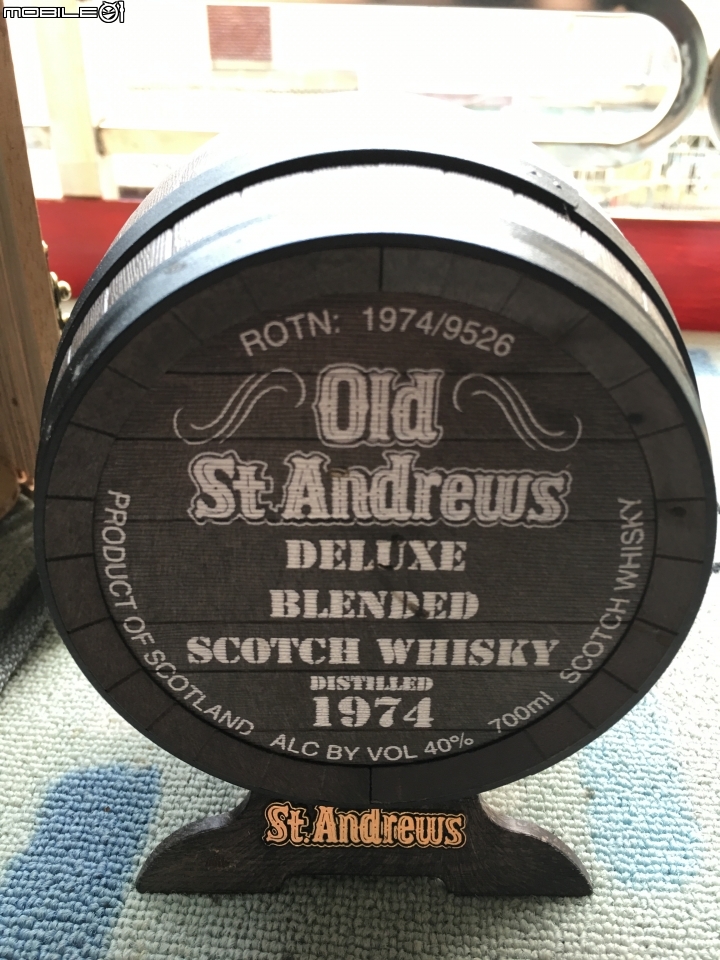 MOBILE01
ROTN: 1974/9526
Old
St. Andrews
DELUXE
BLENDED
SCOTCH WHISKY
DISTILLED
1974
PRODUCT OF SCOTLAND
ALC BY VOL 40%
700ml
SCOTCH WHISKY
St. Andrews